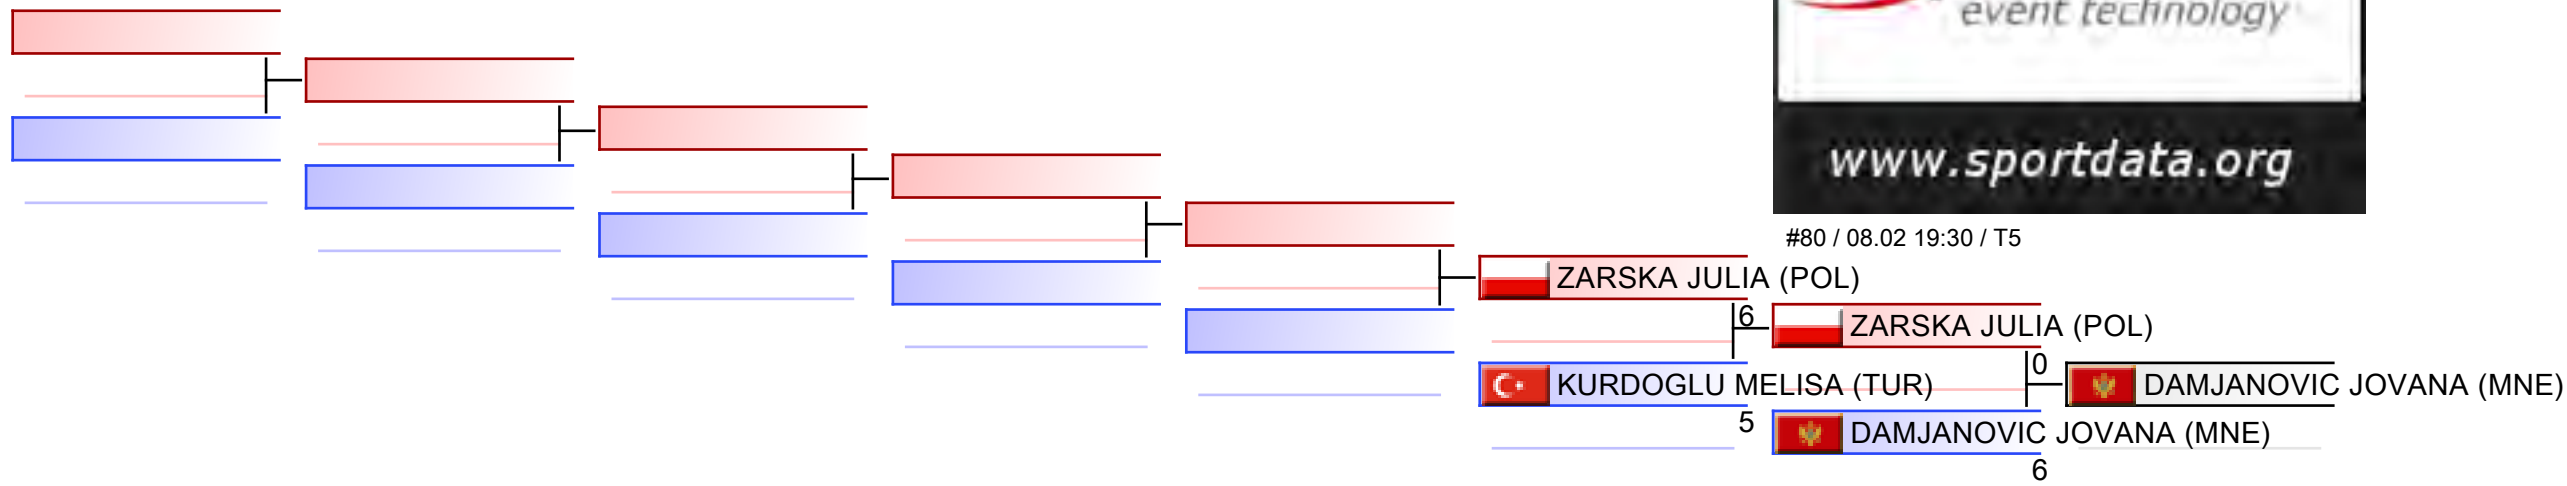 event technology
www.sportdata.org
#80 / 08.02 19:30 / T5
ZARSKA JULIA (POL)
6
ZARSKA JULIA (POL)
0
KURDOGLU MELISA (TUR)
DAMJANOVIC JOVANA (MNE)
5
DAMJANOVIC JOVANA (MNE)
6